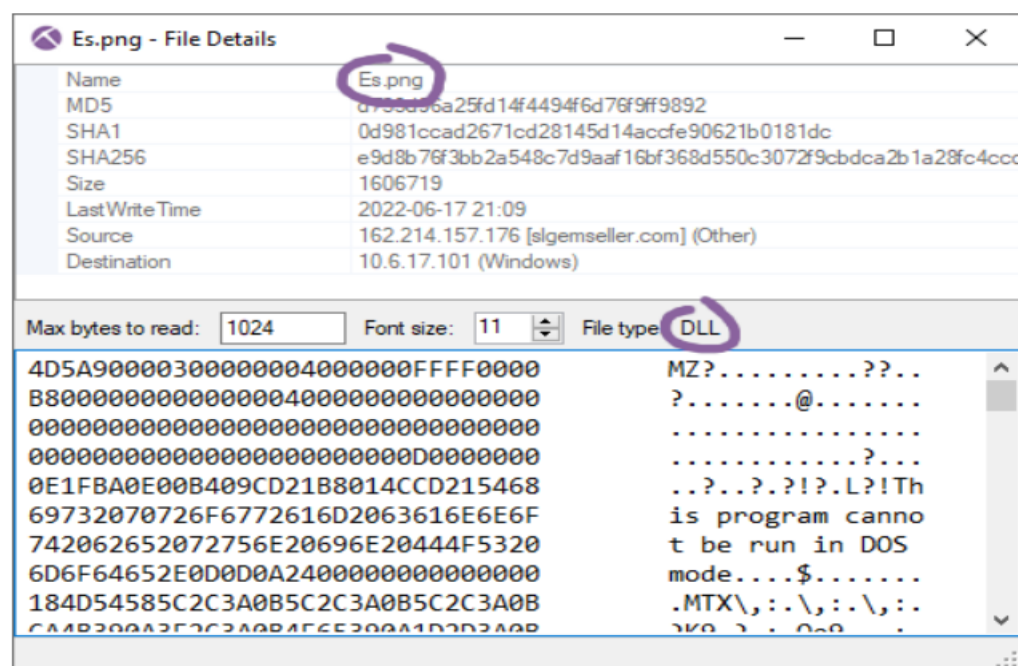 Es.png - File Details
Name Es.png
MD5
SHA1 0d981ccad2671cd28145d14accfe90621b0181dc
SHA256
Size 1606719
LastWriteTime 2022-06-17 21:09
Source 162.214.157.176 [slgemseller.com] (Other)
Destination 10.6.17.101 (Windows)
Max bytes to read: 1024 Font size: 11 File type DLL
4D5A90000300000004000000FFFF0000 MZ?.........??..
B8000000000000004000000000000000 ?.......@.......
00000000000000000000000000000000 ................
000000000000000000000000D0000000 ............?...
0E1FBA0E00B409CD21B8014CCD215468 ..?..?.?!?.L?!Th
69732070726F6772616D2063616E6E6F is program canno
742062652072756E20696E20444F5320 t be run in DOS
6D6F64652E0D0D0A2400000000000000 mode....$.......
184D54585C2C3A0B5C2C3A0B5C2C3A0B .MTX\,:.\,:.\,:.